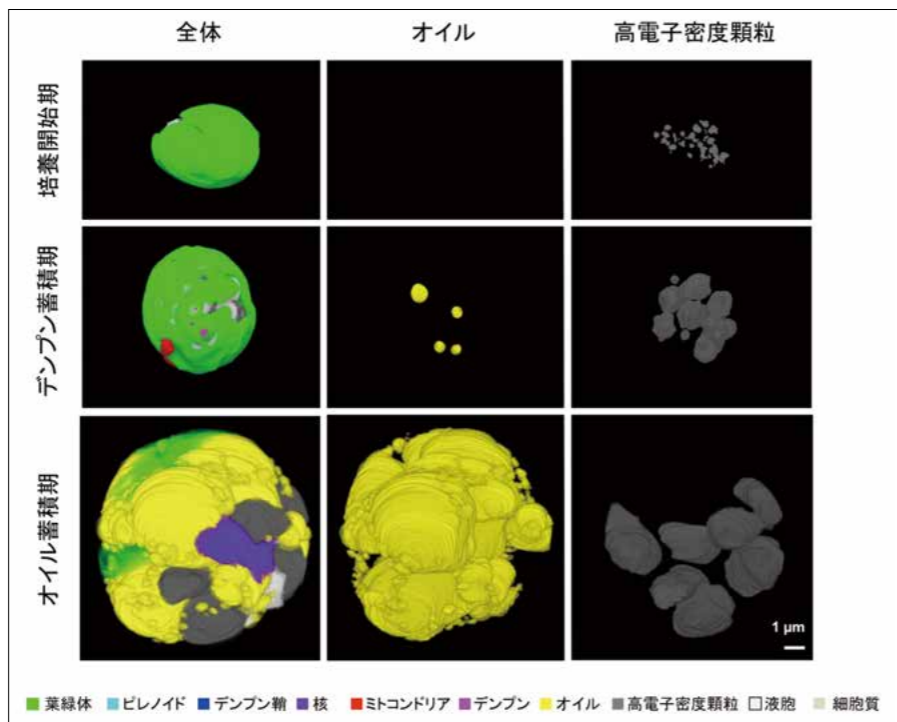 全体 オイル 高電子密度顆粒
培養開始期
デンプン蓄積期
オイル蓄積期
1 µm
葉緑体 ピレノイド デンプン鞘 核 ミトコンドリア デンプン オイル 高電子密度顆粒 液胞 細胞質